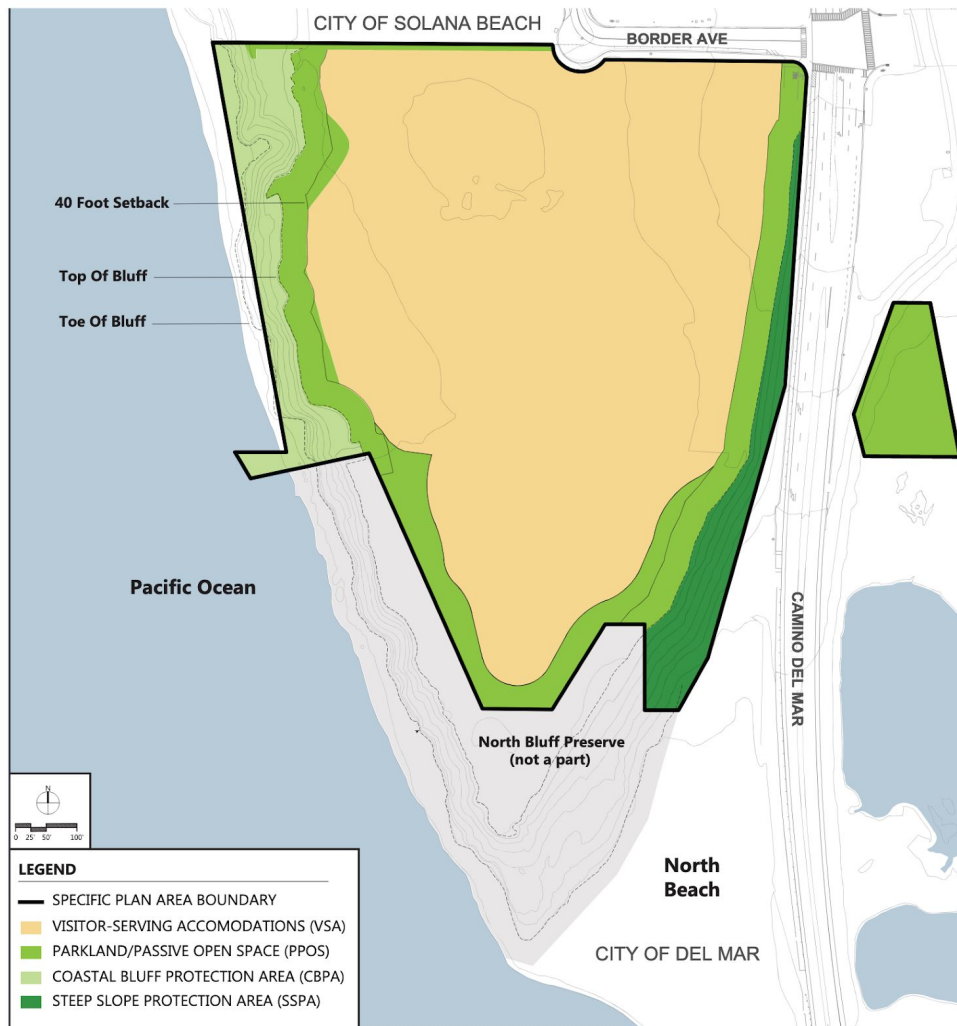 CITY OF SOLANA BEACH
BORDER AVE
40 Foot Setback
Top Of Bluff
Toe Of Bluff
Pacific Ocean
CAMINO DEL MAR
North Bluff Preserve
(not a part)
North
Beach
CITY OF DEL MAR
N
0 25' 50' 100'
LEGEND
SPECIFIC PLAN AREA BOUNDARY
VISITOR-SERVING ACCOMODATIONS (VSA)
PARKLAND/PASSIVE OPEN SPACE (PPOS)
COASTAL BLUFF PROTECTION AREA (CBPA)
STEEP SLOPE PROTECTION AREA (SSPA)